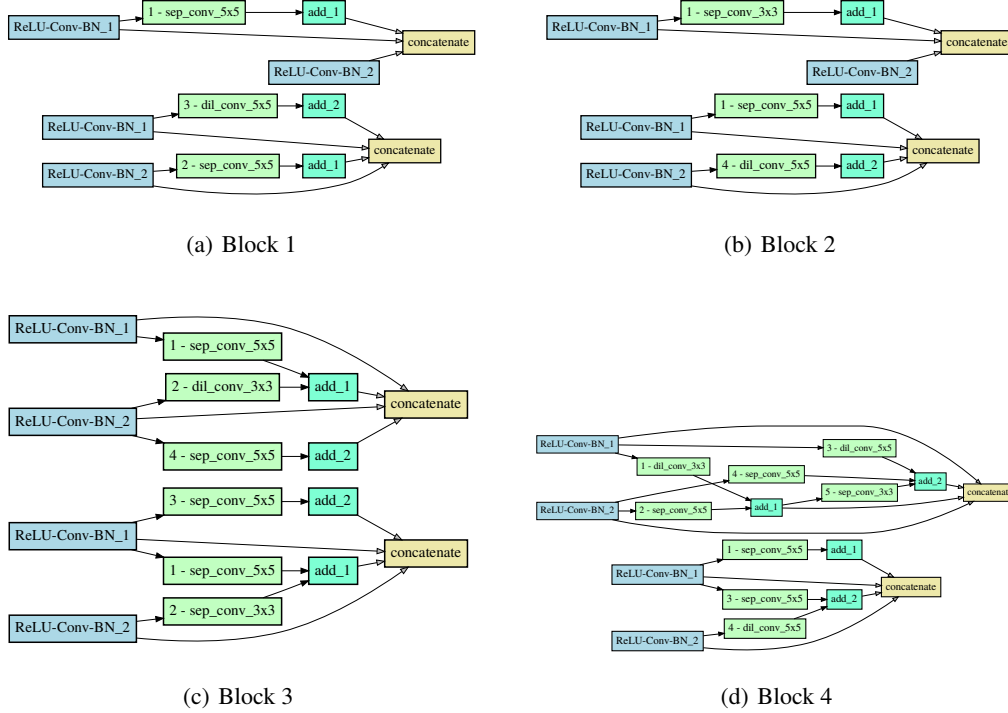 1 - sep_conv_5x5
add_1
ReLU-Conv-BN_1
concatenate
ReLU-Conv-BN_2
3 - dil_conv_5x5
add_2
ReLU-Conv-BN_1
concatenate
2 - sep_conv_5x5
add_1
ReLU-Conv-BN_2
(a) Block 1
1 - sep_conv_3x3
add_1
ReLU-Conv-BN_1
concatenate
ReLU-Conv-BN_2
1 - sep_conv_5x5
add_1
ReLU-Conv-BN_1
concatenate
4 - dil_conv_5x5
add_2
ReLU-Conv-BN_2
(b) Block 2
ReLU-Conv-BN_1
1 - sep_conv_5x5
2 - dil_conv_3x3
add_1
concatenate
ReLU-Conv-BN_2
4 - sep_conv_5x5
add_2
3 - sep_conv_5x5
add_2
ReLU-Conv-BN_1
concatenate
1 - sep_conv_5x5
add_1
2 - sep_conv_3x3
ReLU-Conv-BN_2
(c) Block 3
ReLU-Conv-BN_1
3 - dil_conv_5x5
1 - dil_conv_3x3
4 - sep_conv_5x5
add_2
5 - sep_conv_3x3
concatenate
ReLU-Conv-BN_2
2 - sep_conv_5x5
add_1
1 - sep_conv_5x5
add_1
ReLU-Conv-BN_1
concatenate
3 - sep_conv_5x5
add_2
4 - dil_conv_5x5
ReLU-Conv-BN_2
(d) Block 4